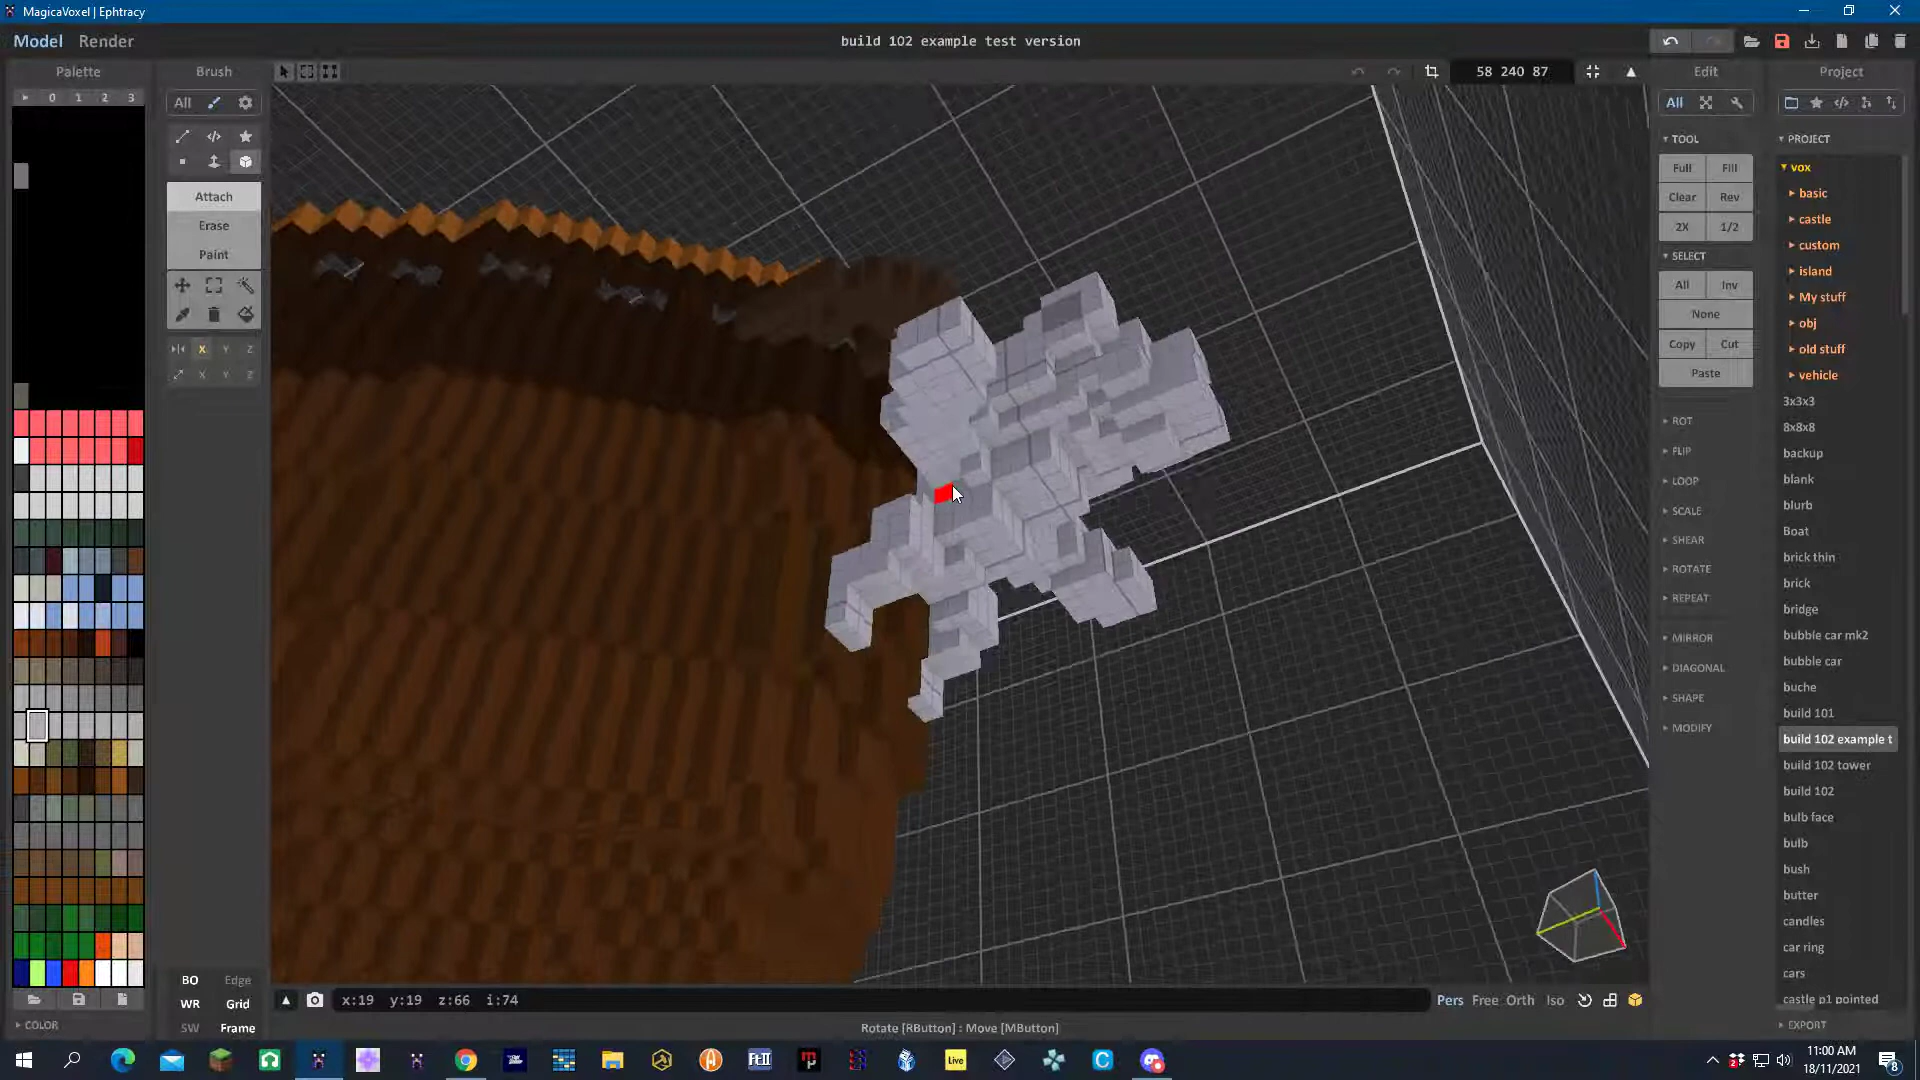 MagicaVoxel | Ephtracy
Model Render
build 102 example test version
Palette
0 1 2 3
Brush
All
Attach
Erase
Paint
X Y Z
X Y Z
BO Edge
WR Grid
SW Frame
COLOR
58 240 87
x:19 y:19 z:66 i:74
Pers Free Orth Iso
Rotate [RButton] : Move [MButton]
Edit
All
TOOL
Full Fill
Clear Rev
2X 1/2
SELECT
All Inv
None
Copy Cut
Paste
ROT
FLIP
LOOP
SCALE
SHEAR
ROTATE
REPEAT
MIRROR
DIAGONAL
SHAPE
MODIFY
Project
PROJECT
vox
basic
castle
custom
island
My stuff
obj
old stuff
vehicle
3x3x3
8x8x8
backup
blank
blurb
Boat
brick thin
brick
bridge
bubble car mk2
bubble car
buche
build 101
build 102 example t
build 102 tower
build 102
bulb face
bulb
bush
butter
candles
car ring
cars
castle p1 pointed
EXPORT
FtII
Live
11:00 AM
18/11/2021
8